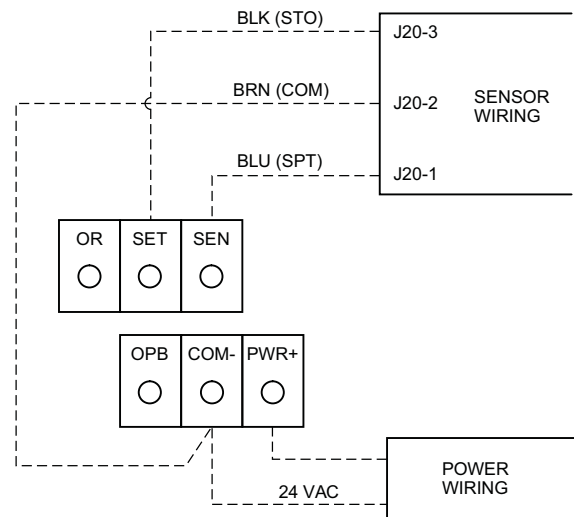 BLK (STO)
J20-3
BRN (COM)
J20-2
SENSOR
WIRING
BLU (SPT)
J20-1
OR
SET
SEN
OPB
COM-
PWR+
24 VAC
POWER
WIRING